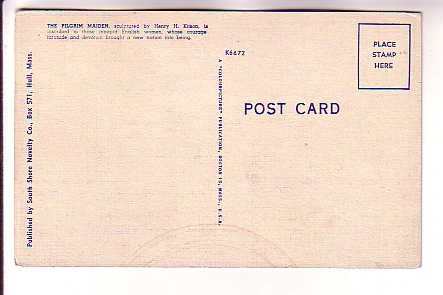 THE PILGRIM MAIDEN, sculptured by Henry H. Kitson, is
ascribed to those intrepid English women, whose courage
fortitude and devotion brought a new nation into being.
Published by South Shore Novelty Co., Box 571, Hull, Mass.
K6672
A "COLOURPICTURE" PUBLICATION, BOSTON 15, MASS., U.S.A.
POST CARD
PLACE
STAMP
HERE